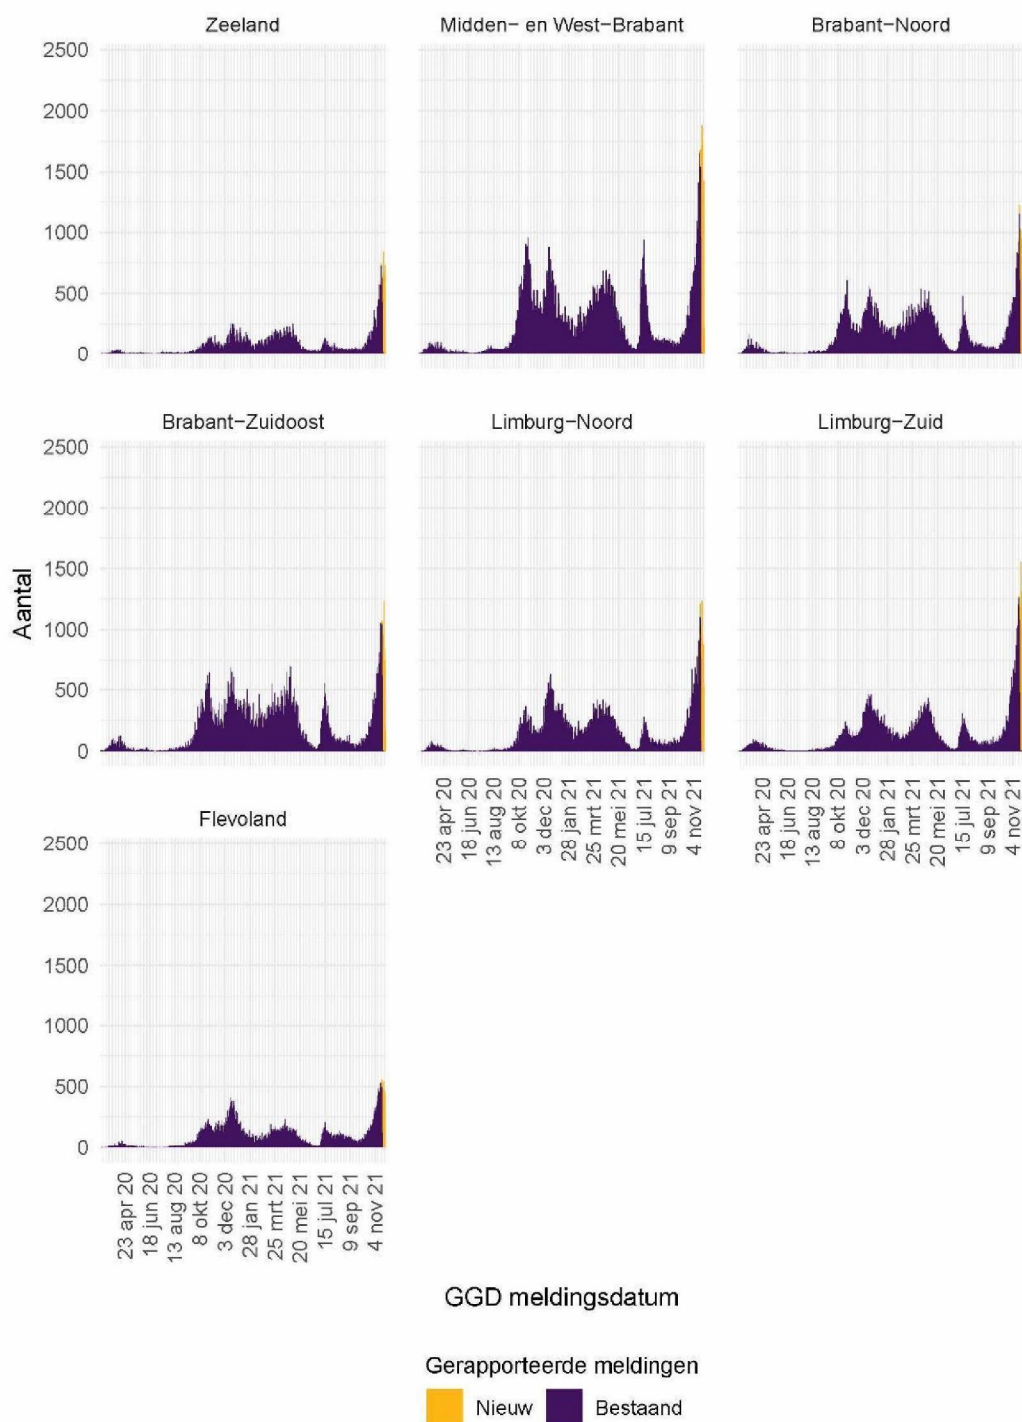 Zeeland
Midden- en West-Brabant
Brabant-Noord
2500
2000
1500
1000
500
0
Brabant-Zuidoost
Limburg-Noord
Limburg-Zuid
2500
2000
1500
1000
500
0
Aantal
23 apr 20
18 jun 20
13 aug 20
8 okt 20
3 dec 20
28 jan 21
25 mrt 21
20 mei 21
15 jul 21
9 sep 21
4 nov 21
23 apr 20
18 jun 20
13 aug 20
8 okt 20
3 dec 20
28 jan 21
25 mrt 21
20 mei 21
15 jul 21
9 sep 21
4 nov 21
Flevoland
2500
2000
1500
1000
500
0
23 apr 20
18 jun 20
13 aug 20
8 okt 20
3 dec 20
28 jan 21
25 mrt 21
20 mei 21
15 jul 21
9 sep 21
4 nov 21
GGD meldingsdatum
Gerapporteerde meldingen
Nieuw Bestaand